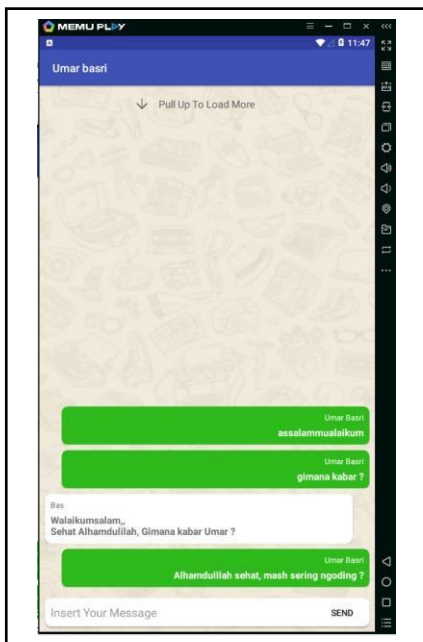 MEMU PLAY
11:47
Umar basri
Pull Up To Load More
Umar Basri
assalammualaikum
Umar Basri
gimana kabar ?
Bas
Walaikumsalam,,
Sehat Alhamdulilah, Gimana kabar Umar ?
Umar Basri
Alhamdulilah sehat, mash sering ngoding ?
Insert Your Message
SEND